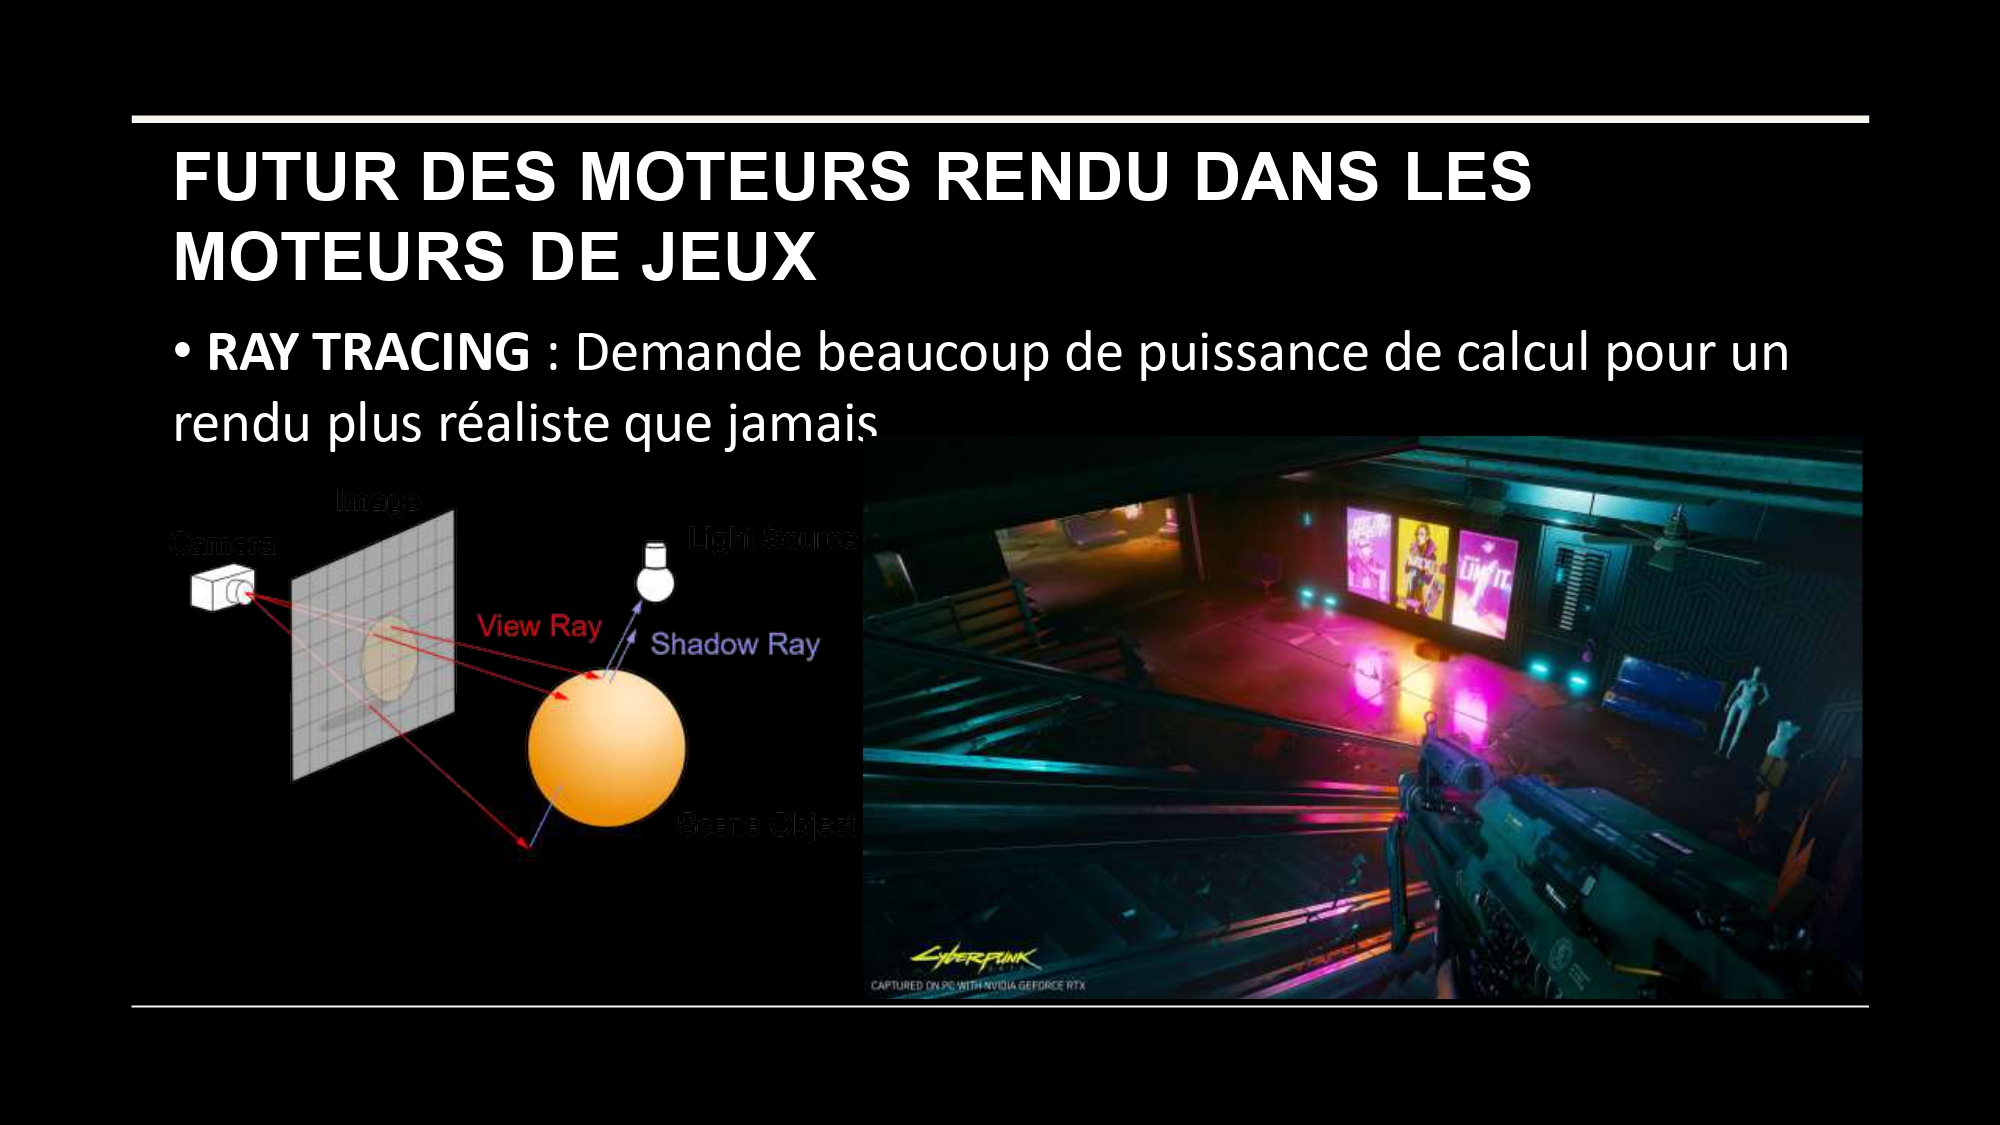 FUTUR DES MOTEURS RENDU DANS LES
MOTEURS DE JEUX
• RAY TRACING : Demande beaucoup de puissance de calcul pour un
rendu plus réaliste que jamais
Image
Camera
Light Source
View Ray
Shadow Ray
Scene Object
LIM IT.
CYBERPUNK
CAPTURED ON PC WITH NVIDIA GEFORCE RTX